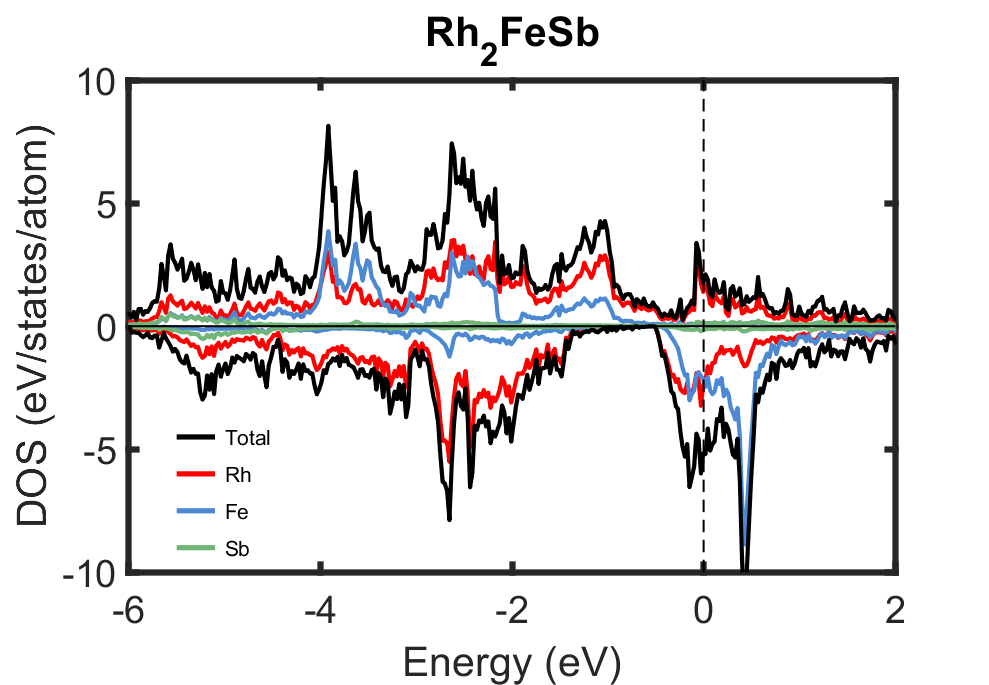 Rh2FeSb
10
5
0
-5
-10
DOS (eV/states/atom)
Total
Rh
Fe
Sb
-6
-4
-2
0
2
Energy (eV)